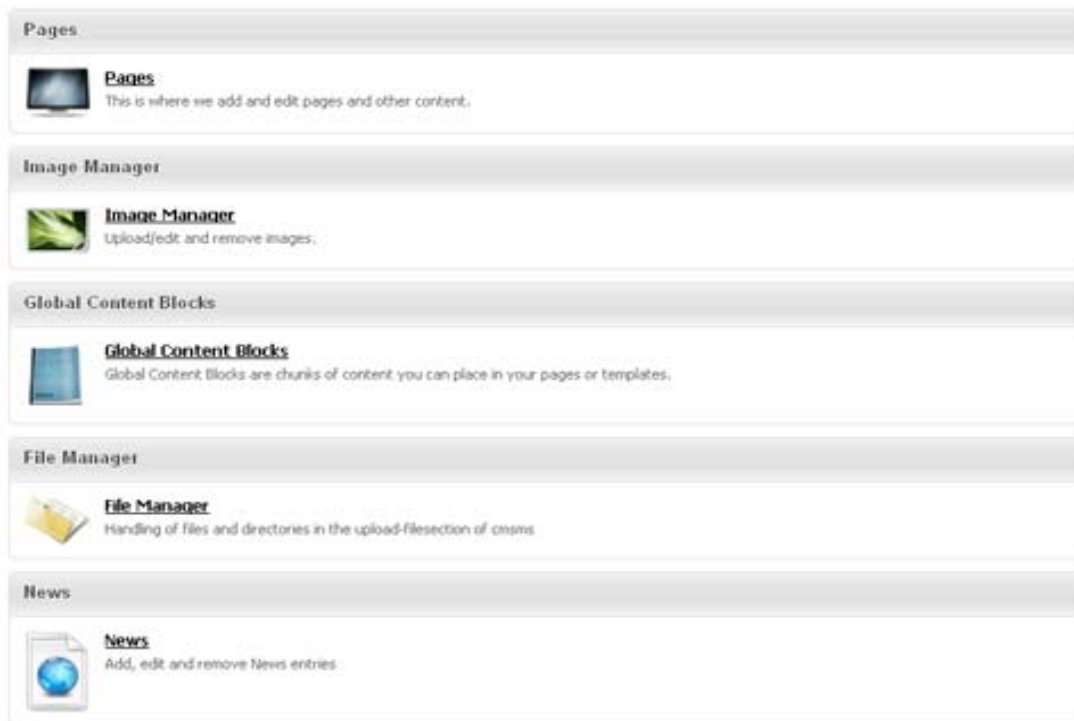 Pages
Pages
This is where we add and edit pages and other content.
Image Manager
Image Manager
Upload/edit and remove images.
Global Content Blocks
Global Content Blocks
Global Content Blocks are chunks of content you can place in your pages or templates.
File Manager
File Manager
Handling of files and directories in the upload-filesection of cmsms
News
News
Add, edit and remove News entries